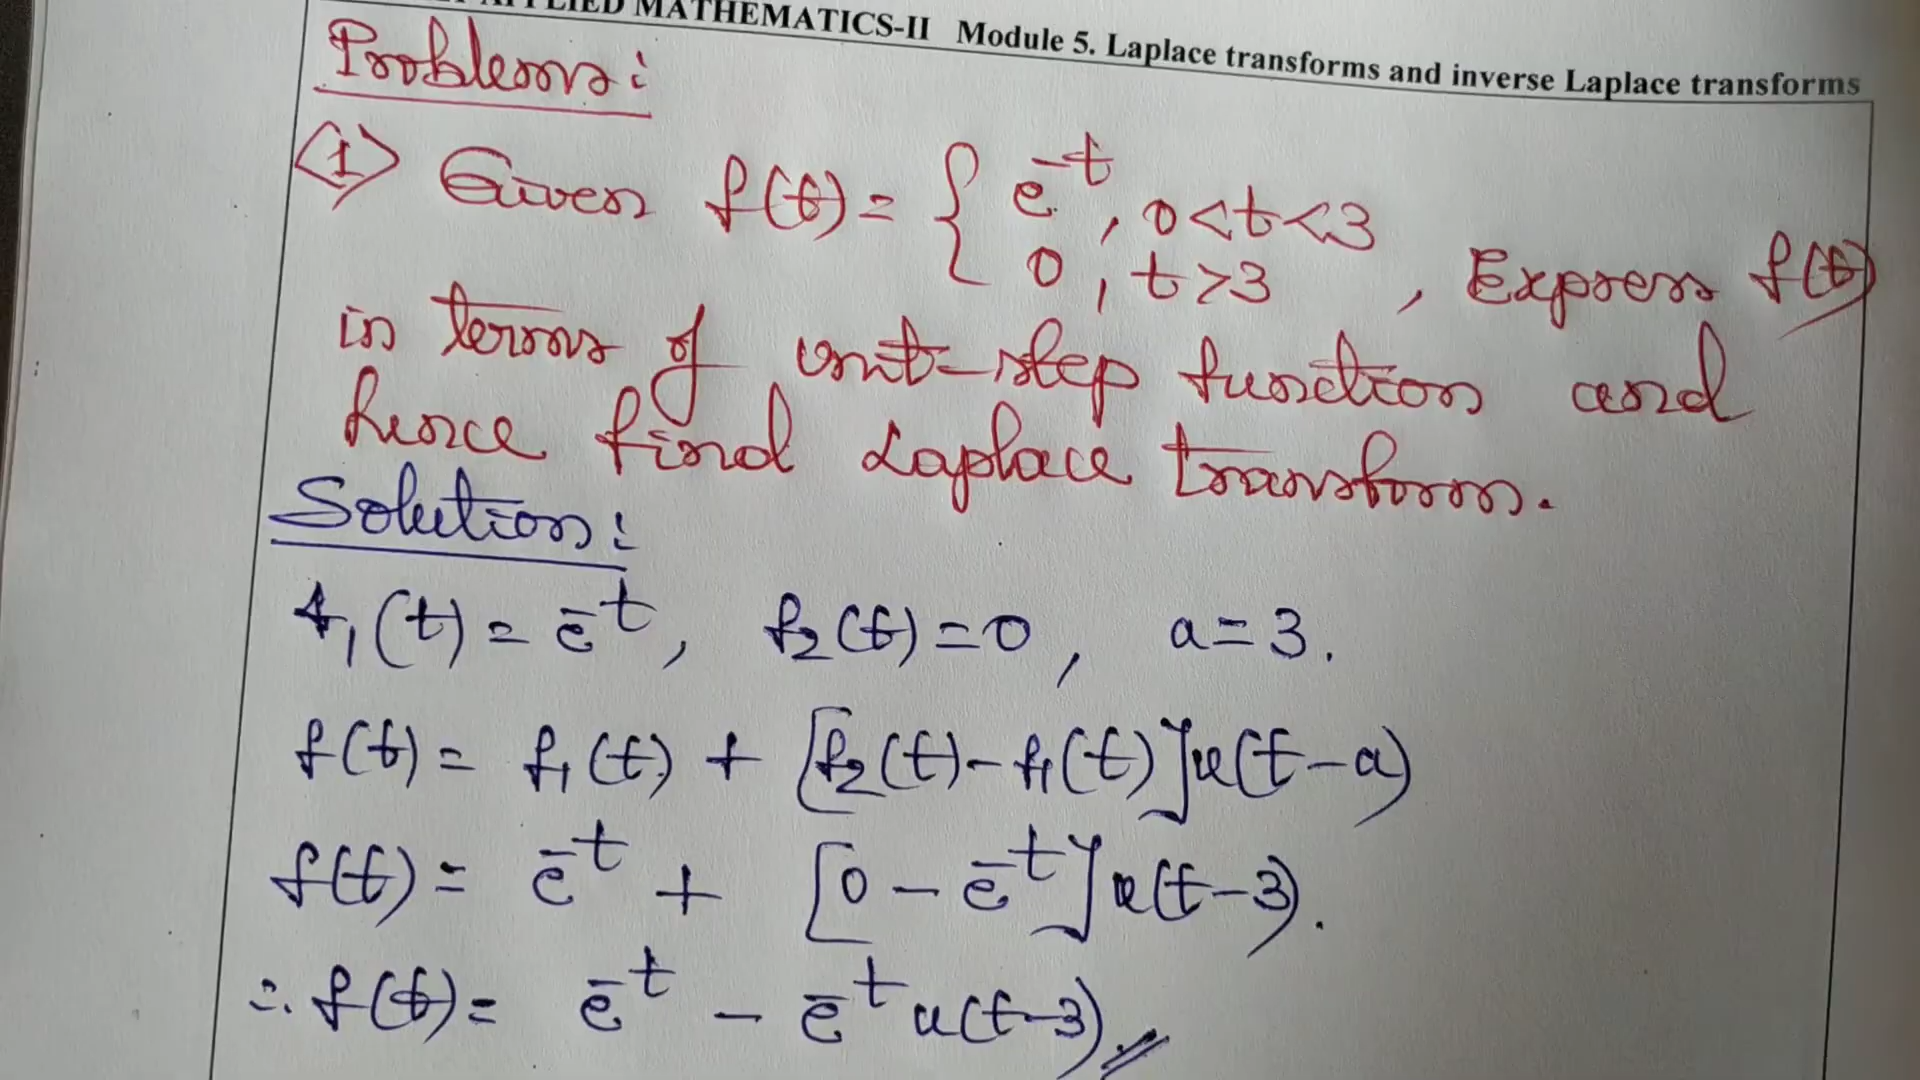 APPLIED MATHEMATICS-II Module 5. Laplace transforms and inverse Laplace transforms
Problems:
<1> Given f(t) = { e^-t, 0<t<3
0, t>3 , Express f(t)
in terms of unit-step function and
hence find Laplace transform.
Solution:
f₁(t) = e^-t, f₂(t) = 0, a = 3.
f(t) = f₁(t) + [f₂(t) - f₁(t)]u(t-a)
f(t) = e^-t + [0 - e^-t]u(t-3).
∴ f(t) = e^-t - e^-t u(t-3)//